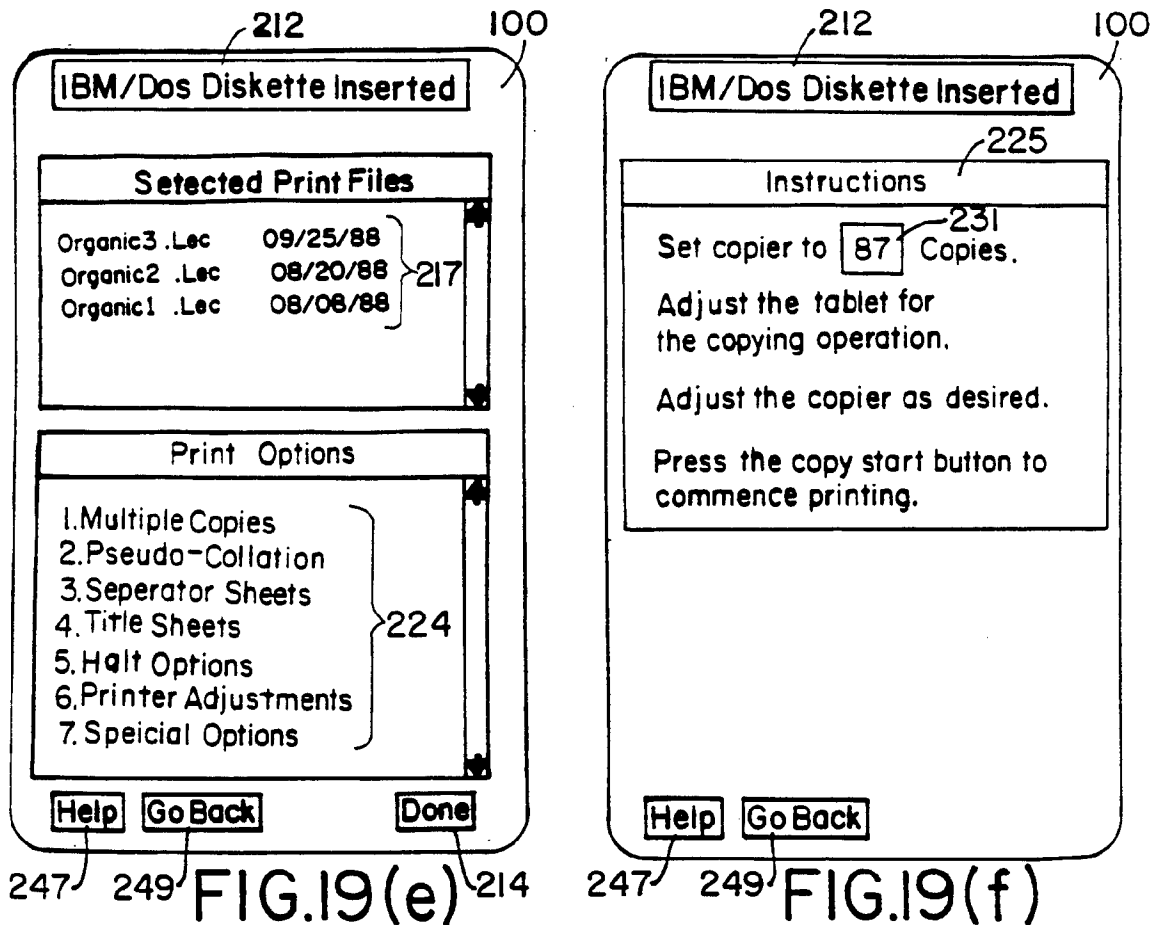 212 100
IBM/Dos Diskette Inserted
Setected Print Files
Organic3 .Lec 09/25/88
Organic2 .Lec 08/20/88
Organic1 .Lec 08/08/88
217
Print Options
1. Multiple Copies
2. Pseudo-Collation
3. Seperator Sheets
4. Title Sheets
5. Halt Options
6. Printer Adjustments
7. Speicial Options
224
Help Go Back Done
247 249 214
FIG.19(e)
212 100
IBM/Dos Diskette Inserted
225
Instructions
231
Set copier to 87 Copies.
Adjust the tablet for
the copying operation.
Adjust the copier as desired.
Press the copy start button to
commence printing.
Help Go Back
247 249
FIG.19(f)